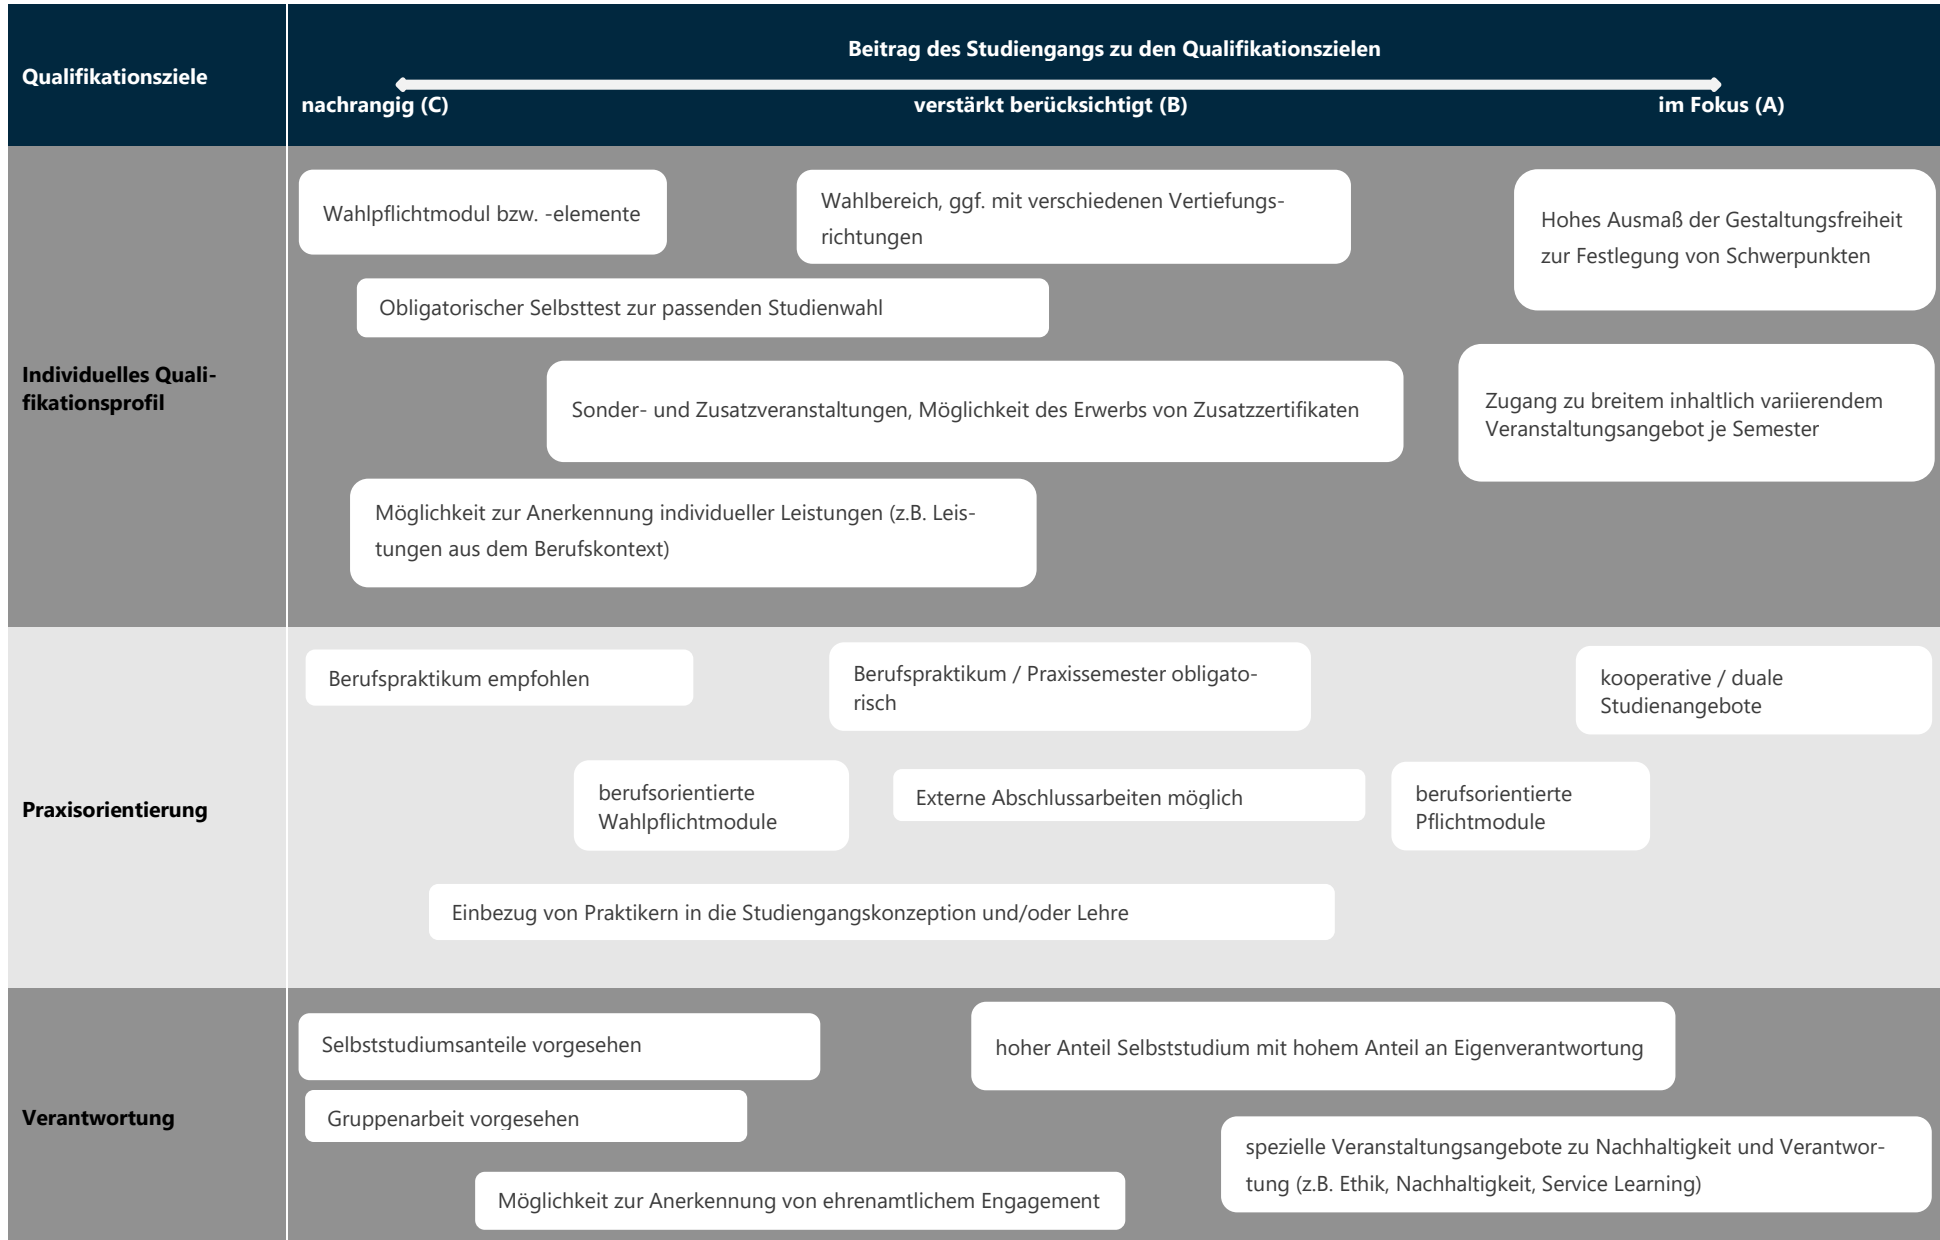 Qualifikationsziele
Beitrag des Studiengangs zu den Qualifikationszielen
nachrangig (C)
verstärkt berücksichtigt (B)
im Fokus (A)
Individuelles Quali-
fikationsprofil
Wahlpflichtmodul bzw. -elemente
Wahlbereich, ggf. mit verschiedenen Vertiefungs-
richtungen
Hohes Ausmaß der Gestaltungsfreiheit
zur Festlegung von Schwerpunkten
Obligatorischer Selbsttest zur passenden Studienwahl
Sonder- und Zusatzveranstaltungen, Möglichkeit des Erwerbs von Zusatzzertifikaten
Zugang zu breitem inhaltlich variierendem
Veranstaltungsangebot je Semester
Möglichkeit zur Anerkennung individueller Leistungen (z.B. Leis-
tungen aus dem Berufskontext)
Praxisorientierung
Berufspraktikum empfohlen
Berufspraktikum / Praxissemester obligato-
risch
kooperative / duale
Studienangebote
berufsorientierte
Wahlpflichtmodule
Externe Abschlussarbeiten möglich
berufsorientierte
Pflichtmodule
Einbezug von Praktikern in die Studiengangskonzeption und/oder Lehre
Verantwortung
Selbststudiumsanteile vorgesehen
hoher Anteil Selbststudium mit hohem Anteil an Eigenverantwortung
Gruppenarbeit vorgesehen
spezielle Veranstaltungsangebote zu Nachhaltigkeit und Verantwor-
tung (z.B. Ethik, Nachhaltigkeit, Service Learning)
Möglichkeit zur Anerkennung von ehrenamtlichem Engagement